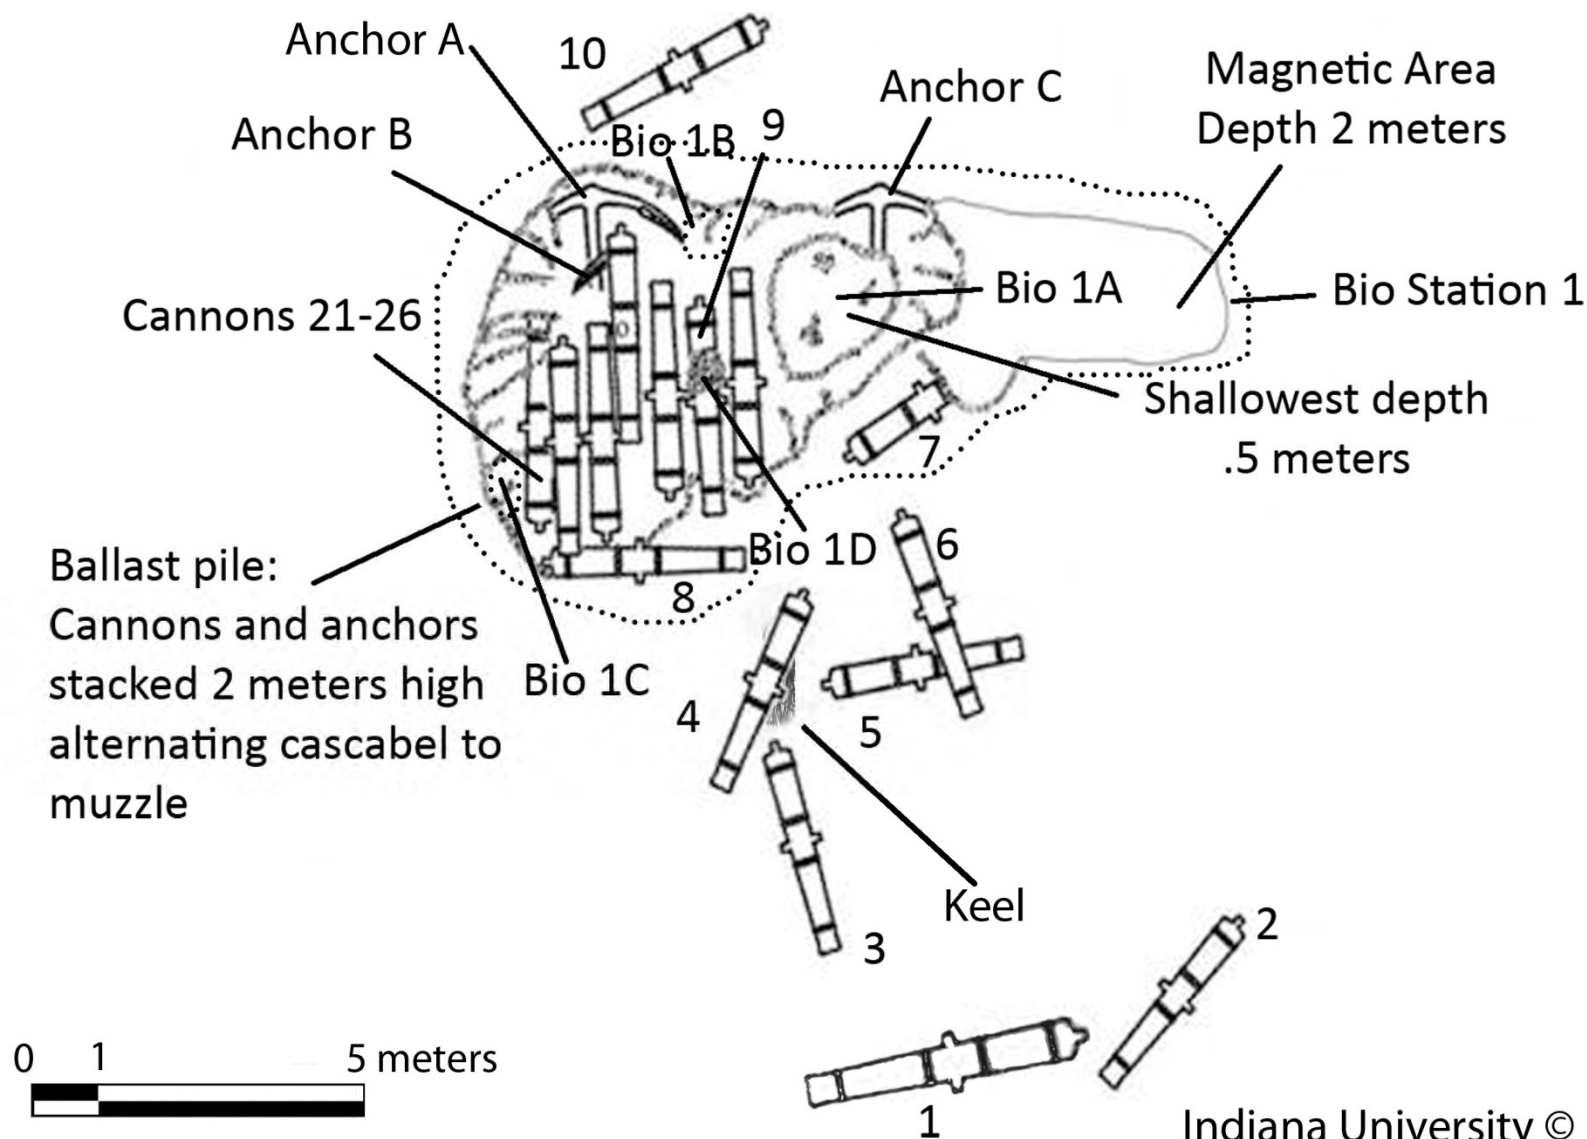 Anchor A
10
Anchor C
Magnetic Area
Depth 2 meters
Anchor B
Bio 1B
9
Bio 1A
Bio Station 1
Cannons 21-26
Shallowest depth
.5 meters
7
6
Bio 1D
Ballast pile:
Cannons and anchors
stacked 2 meters high
alternating cascabel to
muzzle
8
Bio 1C
4
5
Keel
3
2
0 1 5 meters
1
Indiana University ©